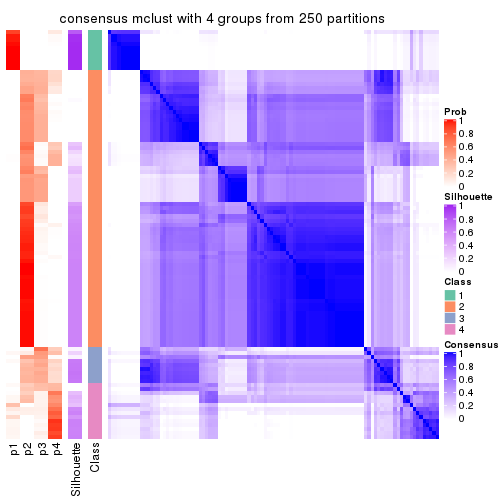 consensus mclust with 4 groups from 250 partitions
Prob
1
0.8
0.6
0.4
0.2
0
Silhouette
1
0.8
0.6
0.4
0.2
0
Class
1
2
3
4
Consensus
1
0.8
0.6
0.4
0.2
0
p1
p2
p3
p4
Silhouette
Class